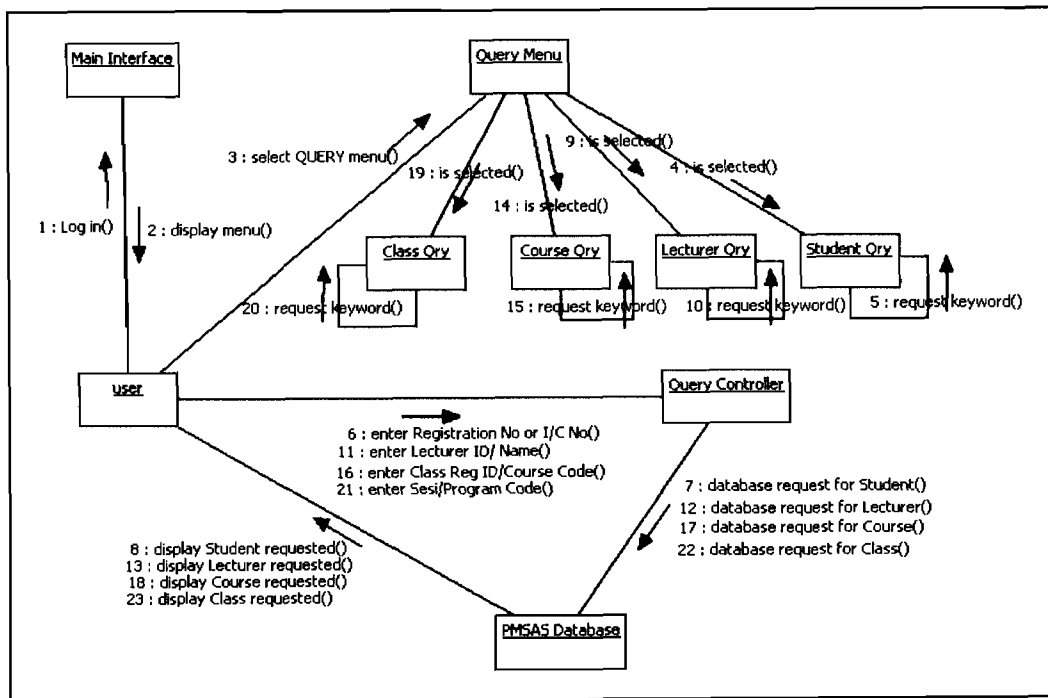 Main Interface
Query Menu
3 : select QUERY menu()
9 : is selected()
19 : is selected()
4 : is selected()
14 : is selected()
1 : Log in()
2 : display menu()
Class Qry
Course Qry
Lecturer Qry
Student Qry
20 : request keyword()
15 : request keyword()
10 : request keyword()
5 : request keyword()
user
Query Controller
6 : enter Registration No or I/C No()
11 : enter Lecturer ID/ Name()
16 : enter Class Reg ID/Course Code()
21 : enter Sesi/Program Code()
7 : database request for Student()
12 : database request for Lecturer()
17 : database request for Course()
22 : database request for Class()
8 : display Student requested()
13 : display Lecturer requested()
18 : display Course requested()
23 : display Class requested()
PMSAS Database